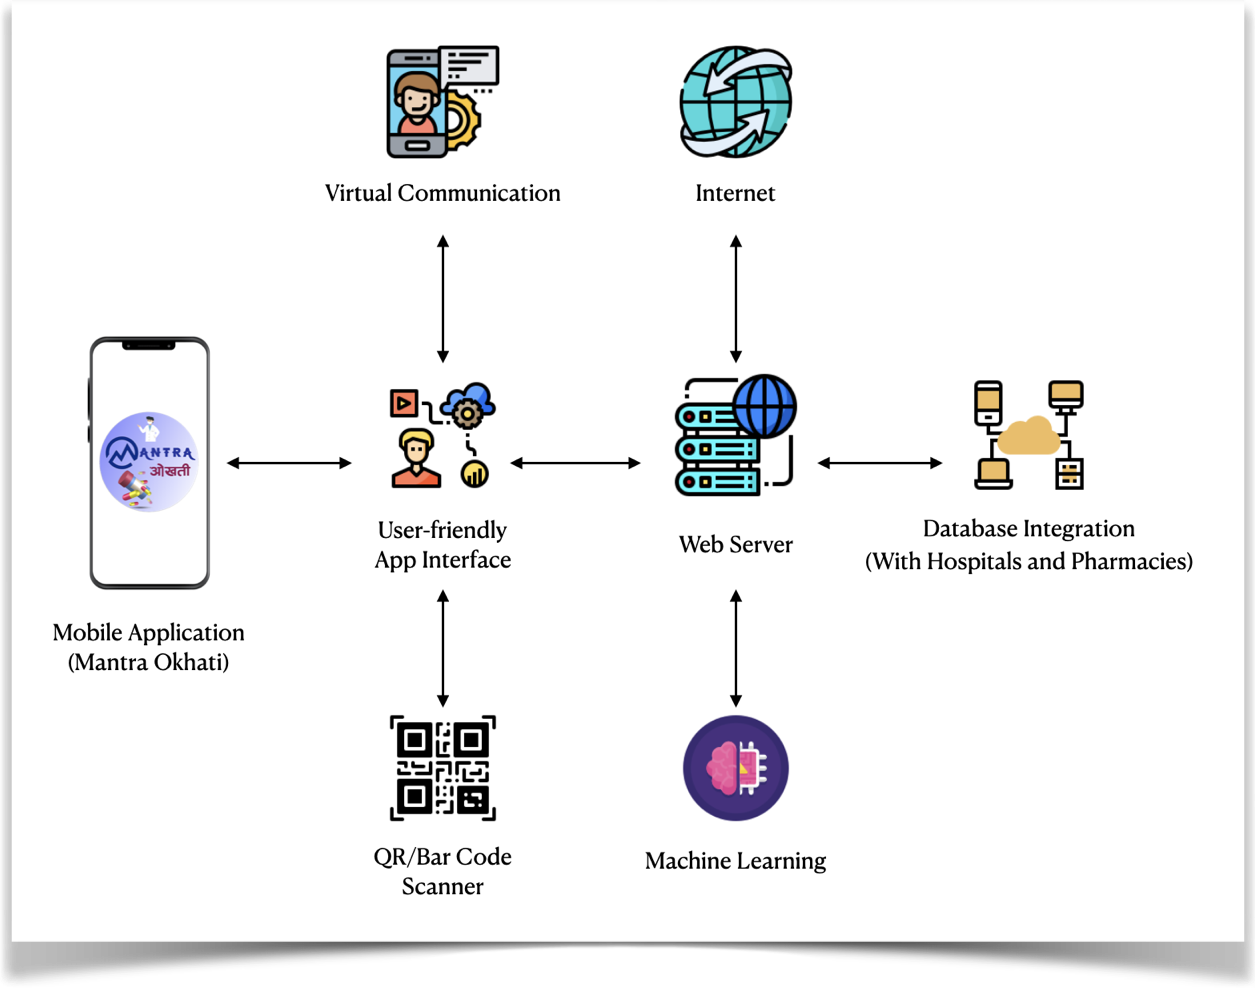 Virtual Communication
Internet
MANTRA
ओखती
User-friendly
App Interface
Web Server
Database Integration
(With Hospitals and Pharmacies)
Mobile Application
(Mantra Okhati)
QR/Bar Code
Scanner
Machine Learning